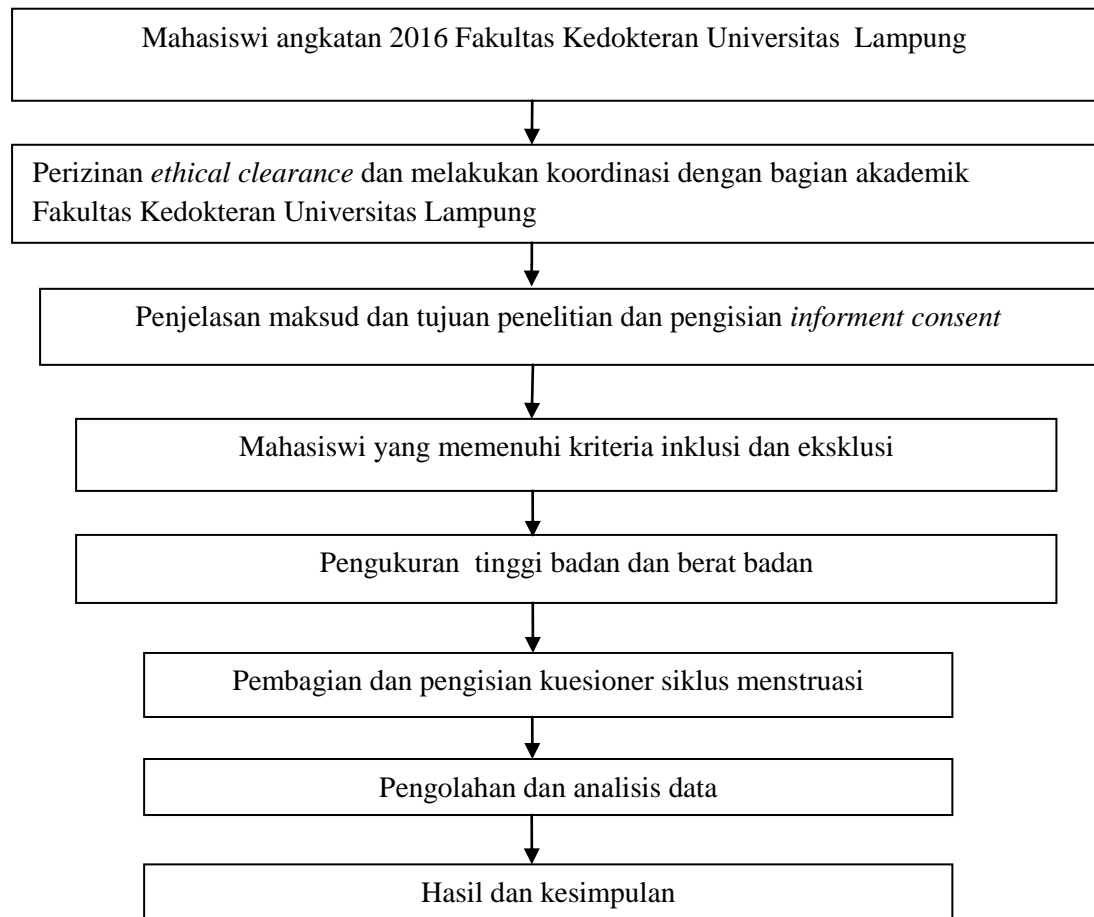 Mahasiswi angkatan 2016 Fakultas Kedokteran Universitas Lampung
Perizinan ethical clearance dan melakukan koordinasi dengan bagian akademik
Fakultas Kedokteran Universitas Lampung
Penjelasan maksud dan tujuan penelitian dan pengisian informent consent
Mahasiswi yang memenuhi kriteria inklusi dan eksklusi
Pengukuran tinggi badan dan berat badan
Pembagian dan pengisian kuesioner siklus menstruasi
Pengolahan dan analisis data
Hasil dan kesimpulan